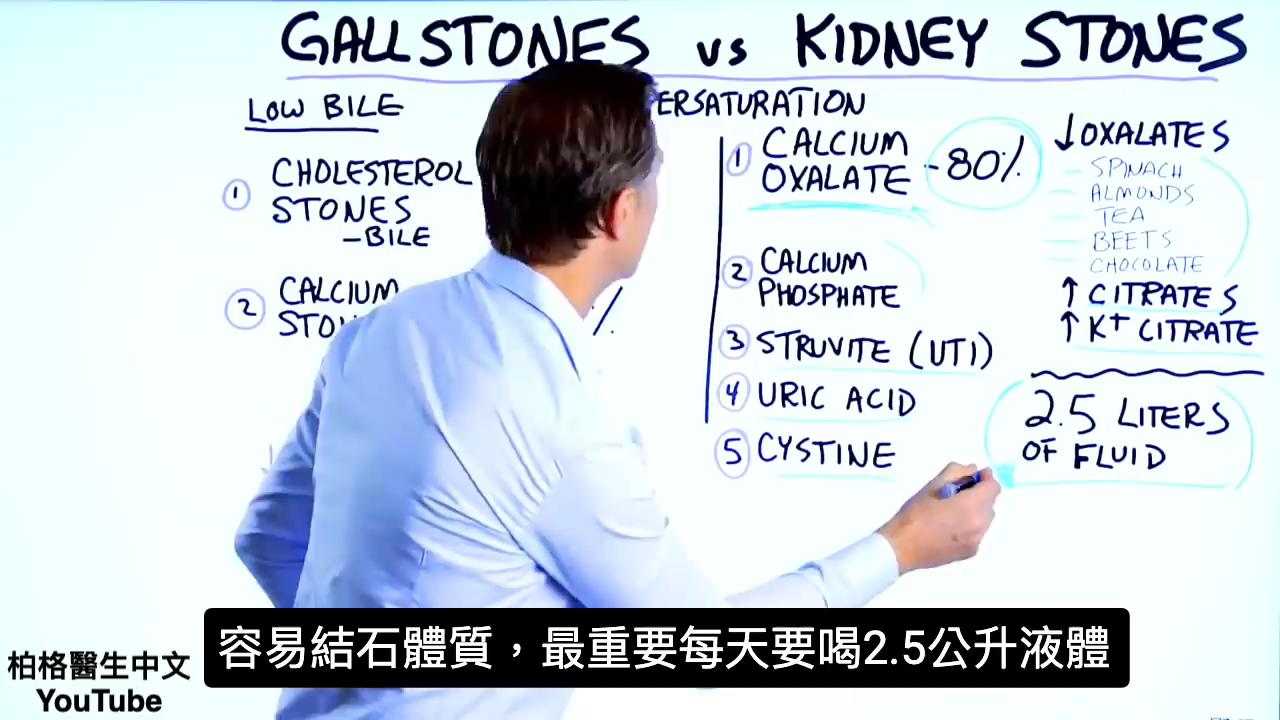 GALLSTONES vs KIDNEY STONES
LOW BILE
① CHOLESTEROL
STONES
-BILE
② CALCIUM
ERSATURATION
① CALCIUM
OXALATE -80%
② CALCIUM
PHOSPHATE
③ STRUVITE (UTI)
④ URIC ACID
⑤ CYSTINE
↓OXALATES
- SPINACH
- ALMONDS
- TEA
- BEETS
- CHOCOLATE
↑ CITRATES
↑ K+ CITRATE
2.5 LITERS
OF FLUID
容易結石體質，最重要每天要喝2.5公升液體
柏格醫生中文
YouTube